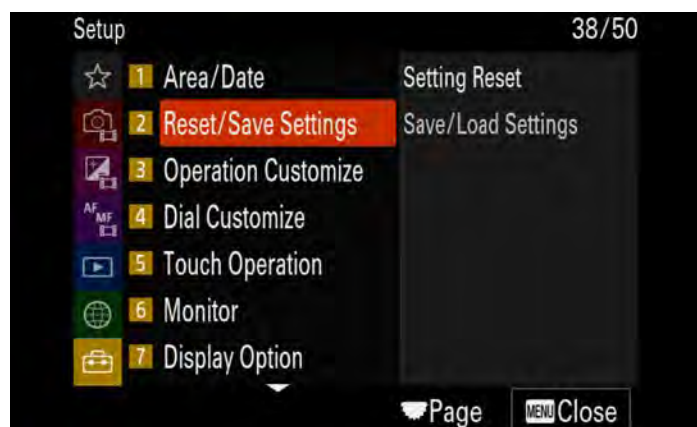 Setup 38/50
1 Area/Date Setting Reset
2 Reset/Save Settings Save/Load Settings
3 Operation Customize
AF MF 4 Dial Customize
5 Touch Operation
6 Monitor
7 Display Option
Page MENU Close